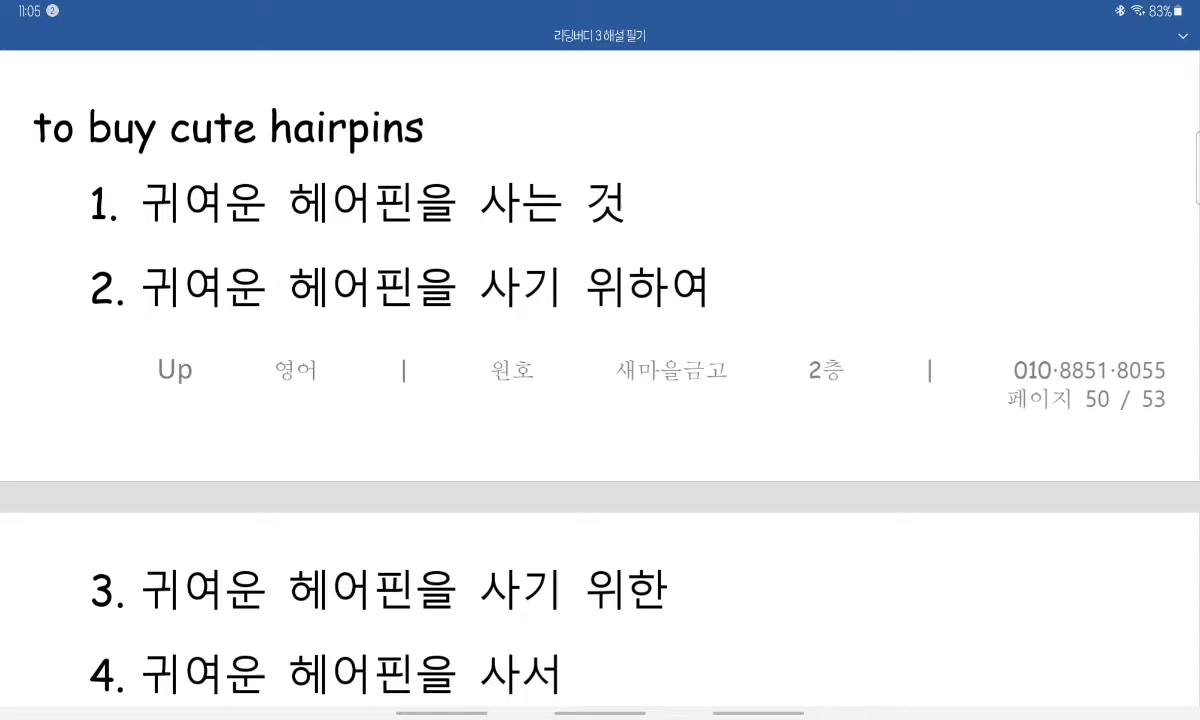 11:05 2 83%
리딩버디 3 해설 필기
to buy cute hairpins
1. 귀여운 헤어핀을 사는 것
2. 귀여운 헤어핀을 사기 위하여
Up 영어 | 원호 새마을금고 2층 | 010·8851·8055
페이지 50 / 53
3. 귀여운 헤어핀을 사기 위한
4. 귀여운 헤어핀을 사서